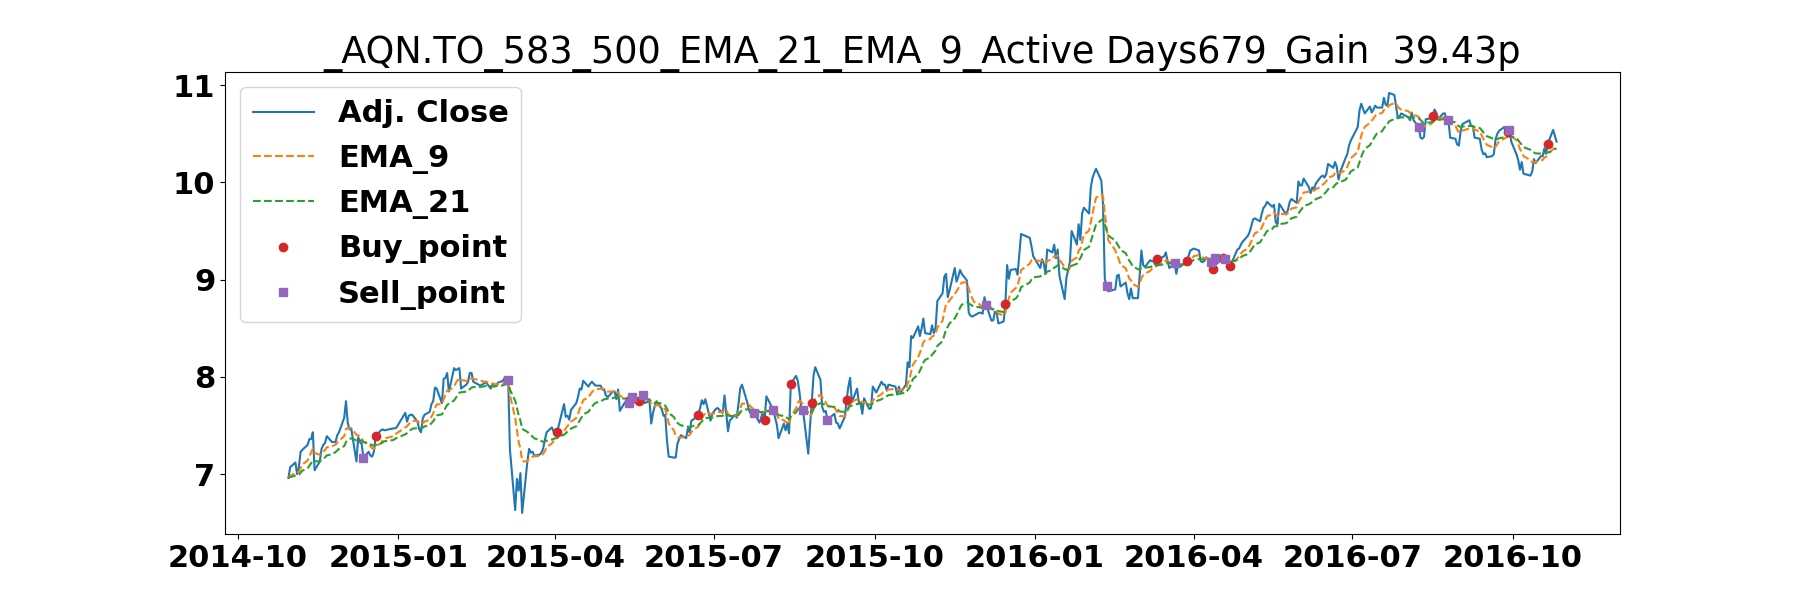 _AQN.TO_583_500_EMA_21_EMA_9_Active Days679_Gain  39.43p
11
10
9
8
7
Adj. Close
EMA_9
EMA_21
Buy_point
Sell_point
2014-10 2015-01 2015-04 2015-07 2015-10 2016-01 2016-04 2016-07 2016-10